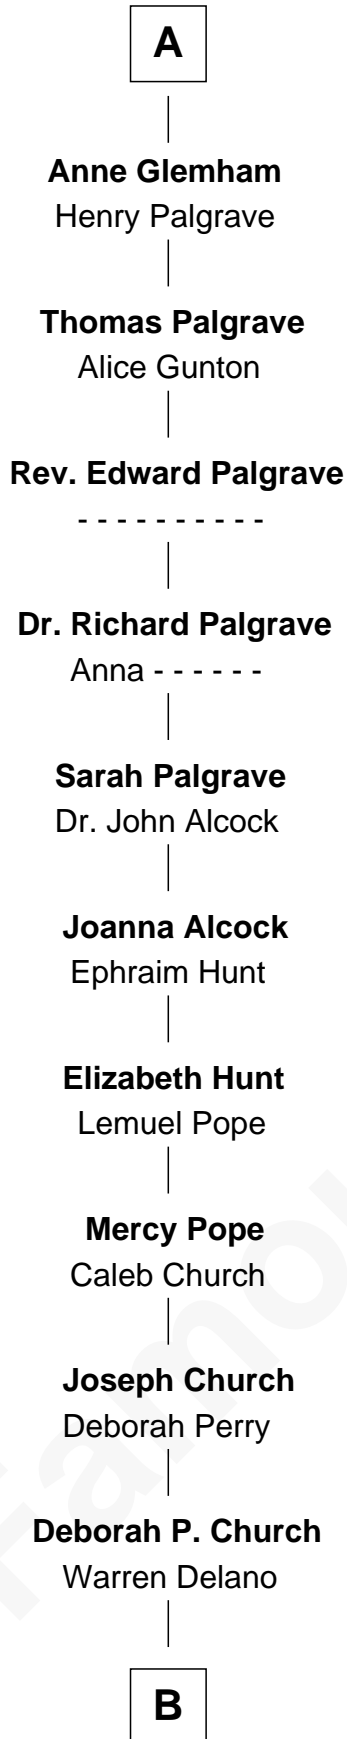 A
Anne Glemham
Henry Palgrave
Thomas Palgrave
Alice Gunton
Rev. Edward Palgrave
- - - - - - - - - -
Dr. Richard Palgrave
Anna - - - - - -
Sarah Palgrave
Dr. John Alcock
Joanna Alcock
Ephraim Hunt
Elizabeth Hunt
Lemuel Pope
Mercy Pope
Caleb Church
Joseph Church
Deborah Perry
Deborah P. Church
Warren Delano
B